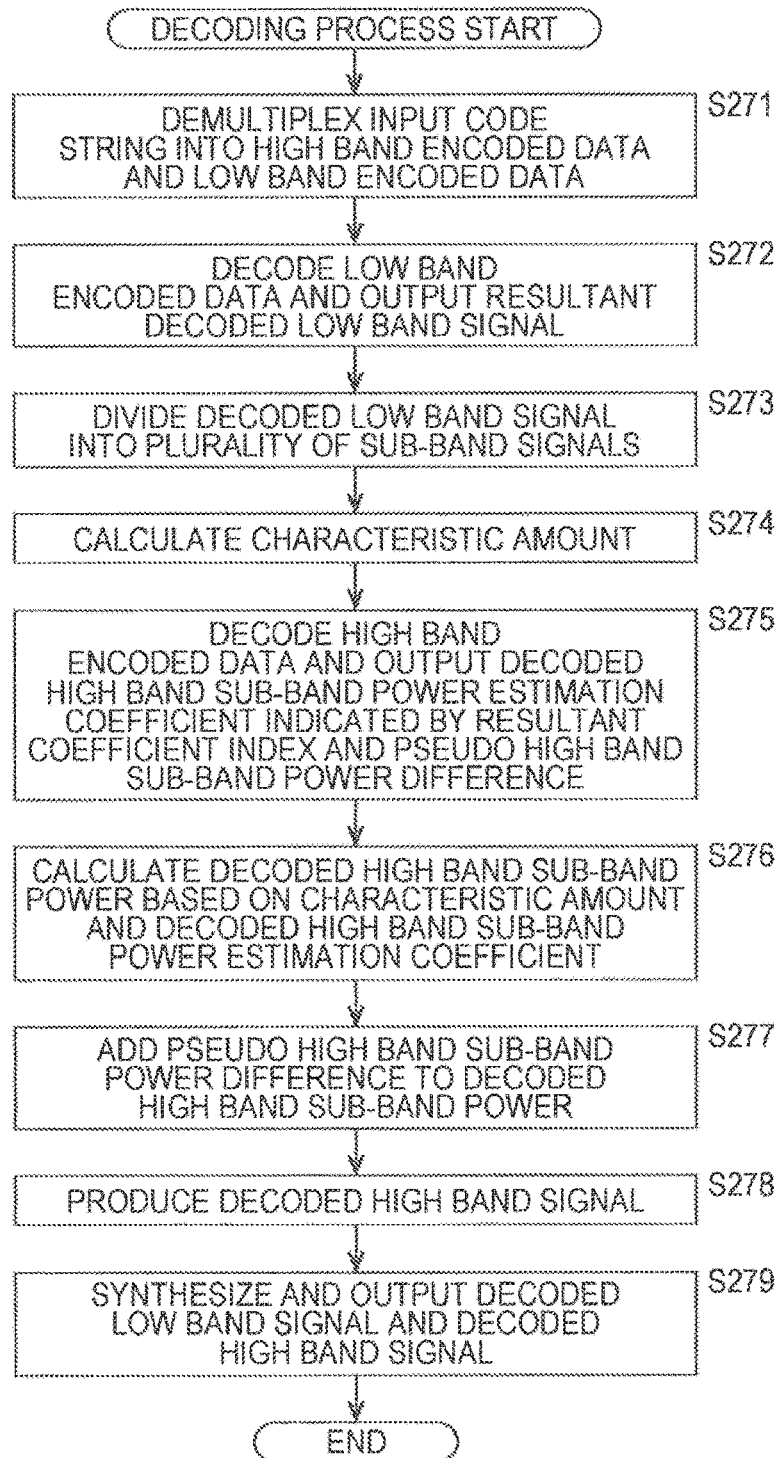 DECODING PROCESS START
S271
DEMULTIPLEX INPUT CODE
STRING INTO HIGH BAND ENCODED DATA
AND LOW BAND ENCODED DATA
S272
DECODE LOW BAND
ENCODED DATA AND OUTPUT RESULTANT
DECODED LOW BAND SIGNAL
S273
DIVIDE DECODED LOW BAND SIGNAL
INTO PLURALITY OF SUB-BAND SIGNALS
S274
CALCULATE CHARACTERISTIC AMOUNT
S275
DECODE HIGH BAND
ENCODED DATA AND OUTPUT DECODED
HIGH BAND SUB-BAND POWER ESTIMATION
COEFFICIENT INDICATED BY RESULTANT
COEFFICIENT INDEX AND PSEUDO HIGH BAND
SUB-BAND POWER DIFFERENCE
S276
CALCULATE DECODED HIGH BAND SUB-BAND
POWER BASED ON CHARACTERISTIC AMOUNT
AND DECODED HIGH BAND SUB-BAND
POWER ESTIMATION COEFFICIENT
S277
ADD PSEUDO HIGH BAND SUB-BAND
POWER DIFFERENCE TO DECODED
HIGH BAND SUB-BAND POWER
S278
PRODUCE DECODED HIGH BAND SIGNAL
S279
SYNTHESIZE AND OUTPUT DECODED
LOW BAND SIGNAL AND DECODED
HIGH BAND SIGNAL
END